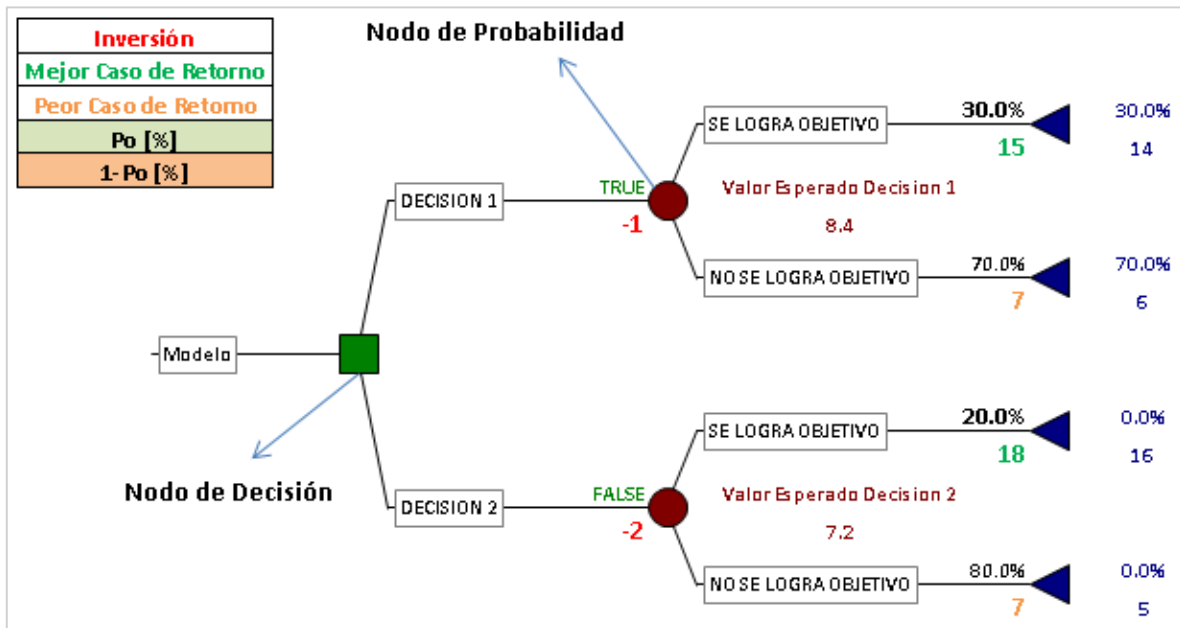 Inversión
Mejor Caso de Retorno
Peor Caso de Retorno
Po [%]
1-Po [%]
Nodo de Probabilidad
SE LOGRA OBJETIVO
30.0%
15
30.0%
14
DECISION 1
TRUE
-1
Valor Esperado Decision 1
8.4
NO SE LOGRA OBJETIVO
70.0%
7
70.0%
6
Modelo
Nodo de Decisión
SE LOGRA OBJETIVO
20.0%
18
0.0%
16
DECISION 2
FALSE
-2
Valor Esperado Decision 2
7.2
NO SE LOGRA OBJETIVO
80.0%
7
0.0%
5